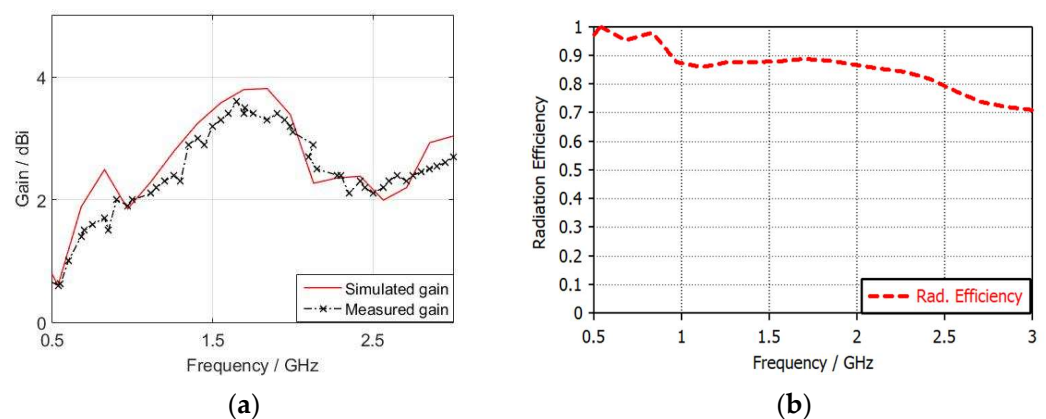 4
2
0
Gain / dBi
0.5
1.5
2.5
Frequency / GHz
Simulated gain
Measured gain
(a)
1
0.9
0.8
0.7
0.6
0.5
0.4
0.3
0.2
0.1
0
Radiation Efficiency
0.5
1
1.5
2
2.5
3
Frequency / GHz
Rad. Efficiency
(b)